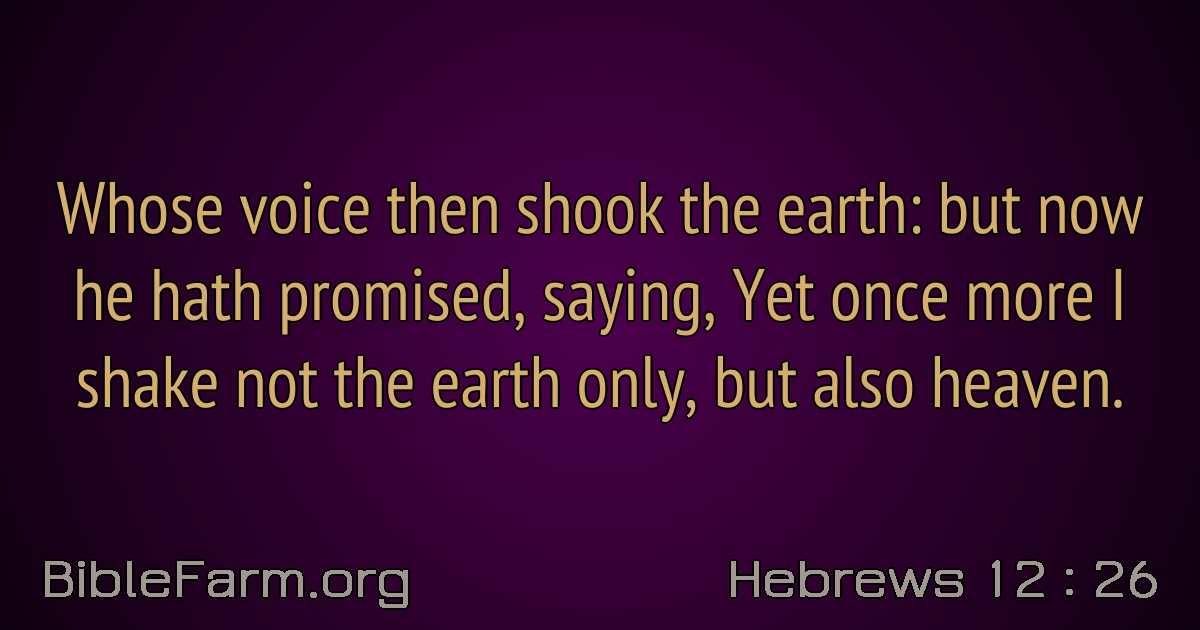 Whose voice then shook the earth: but now
he hath promised, saying, Yet once more I
shake not the earth only, but also heaven.
BibleFarm.org
Hebrews 12 : 26